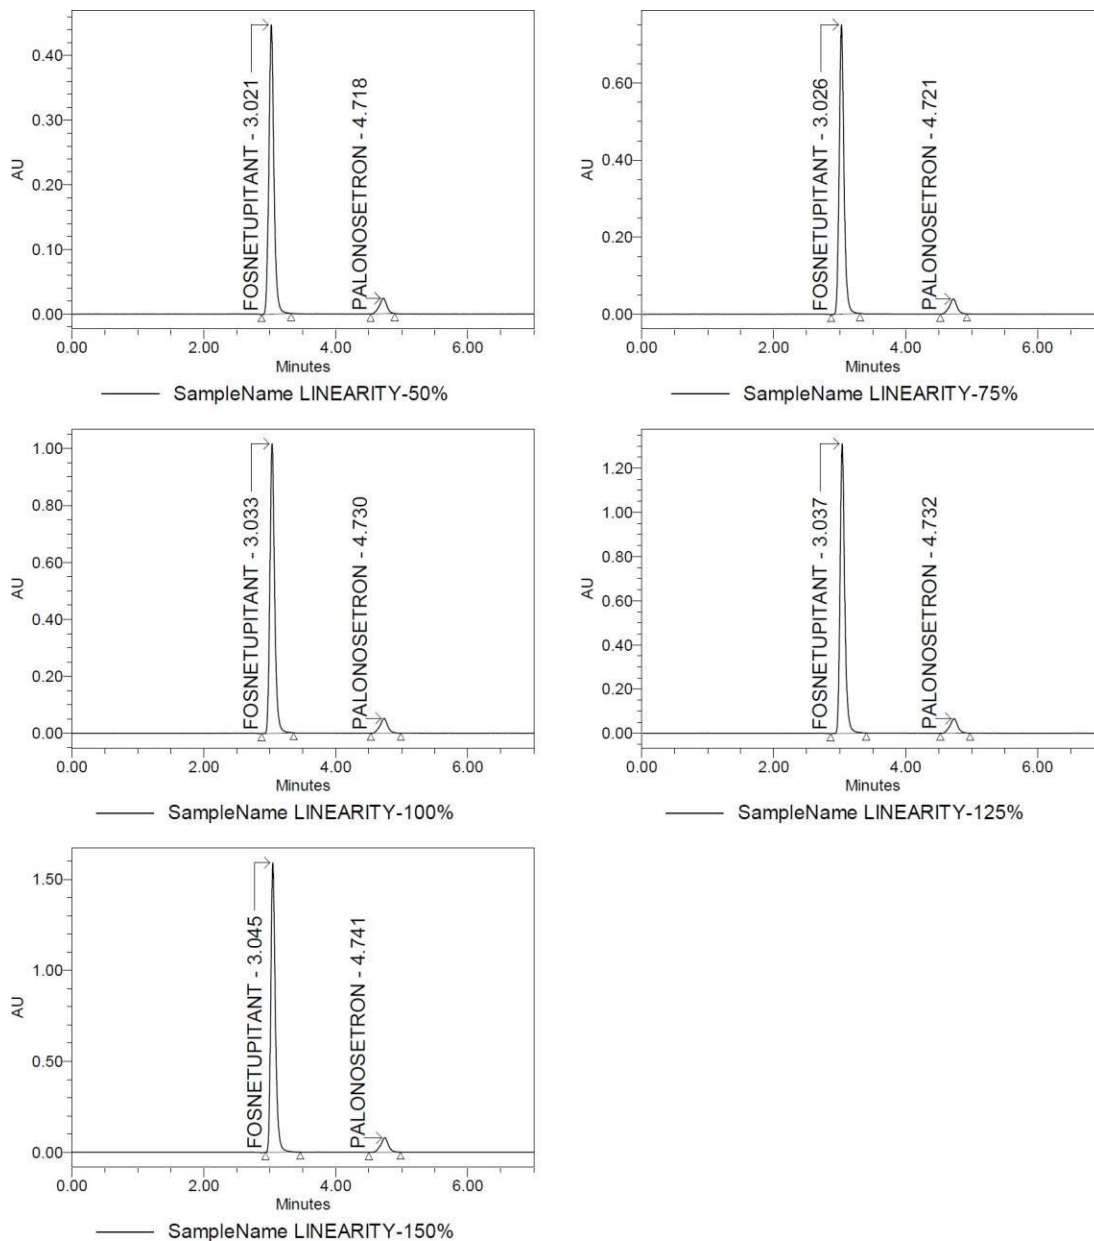 AU
0.40
0.30
0.20
0.10
0.00
FOSNETUPITANT - 3.021
PALONOSETRON - 4.718
0.00 2.00 4.00 6.00
Minutes
SampleName LINEARITY-50%
AU
0.60
0.40
0.20
0.00
FOSNETUPITANT - 3.026
PALONOSETRON - 4.721
0.00 2.00 4.00 6.00
Minutes
SampleName LINEARITY-75%
AU
1.00
0.80
0.60
0.40
0.20
0.00
FOSNETUPITANT - 3.033
PALONOSETRON - 4.730
0.00 2.00 4.00 6.00
Minutes
SampleName LINEARITY-100%
AU
1.20
1.00
0.80
0.60
0.40
0.20
0.00
FOSNETUPITANT - 3.037
PALONOSETRON - 4.732
0.00 2.00 4.00 6.00
Minutes
SampleName LINEARITY-125%
AU
1.50
1.00
0.50
0.00
FOSNETUPITANT - 3.045
PALONOSETRON - 4.741
0.00 2.00 4.00 6.00
Minutes
SampleName LINEARITY-150%